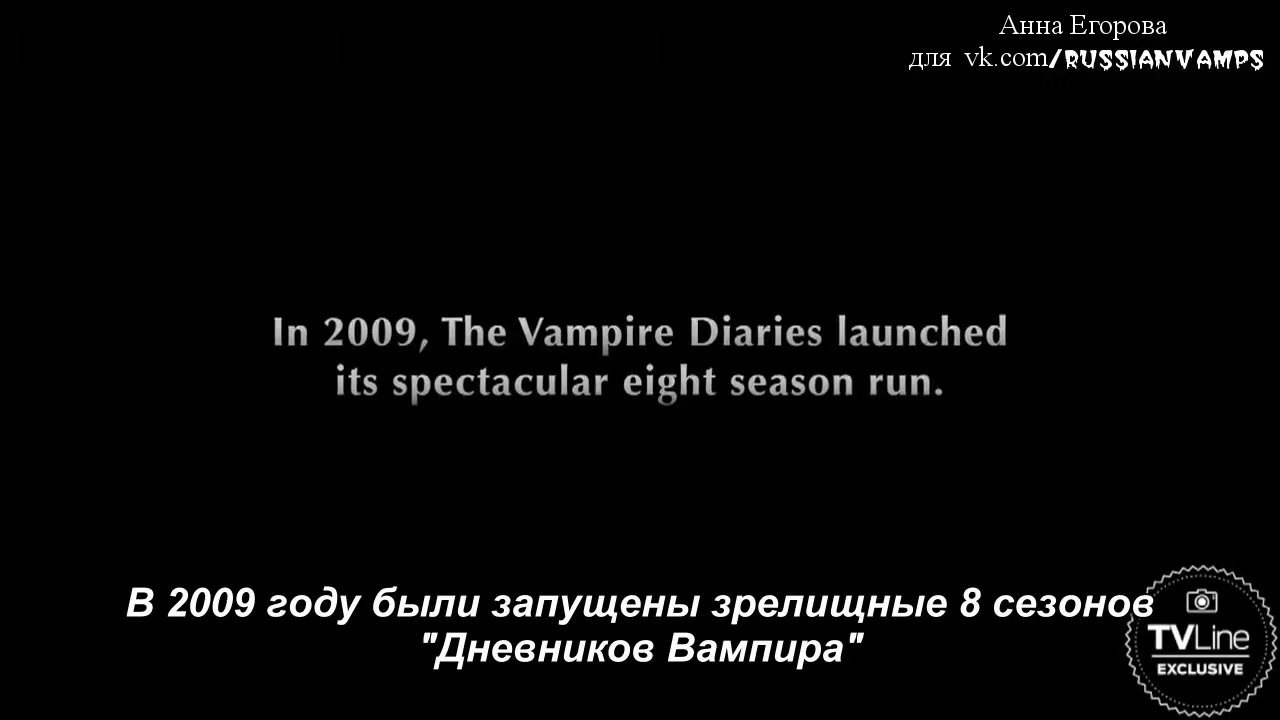 Анна Егорова
для vk.com/RUSSIANVAMPS
In 2009, The Vampire Diaries launched
its spectacular eight season run.
В 2009 году были запущены зрелищные 8 сезонов
"Дневников Вампира"
TVLine
EXCLUSIVE